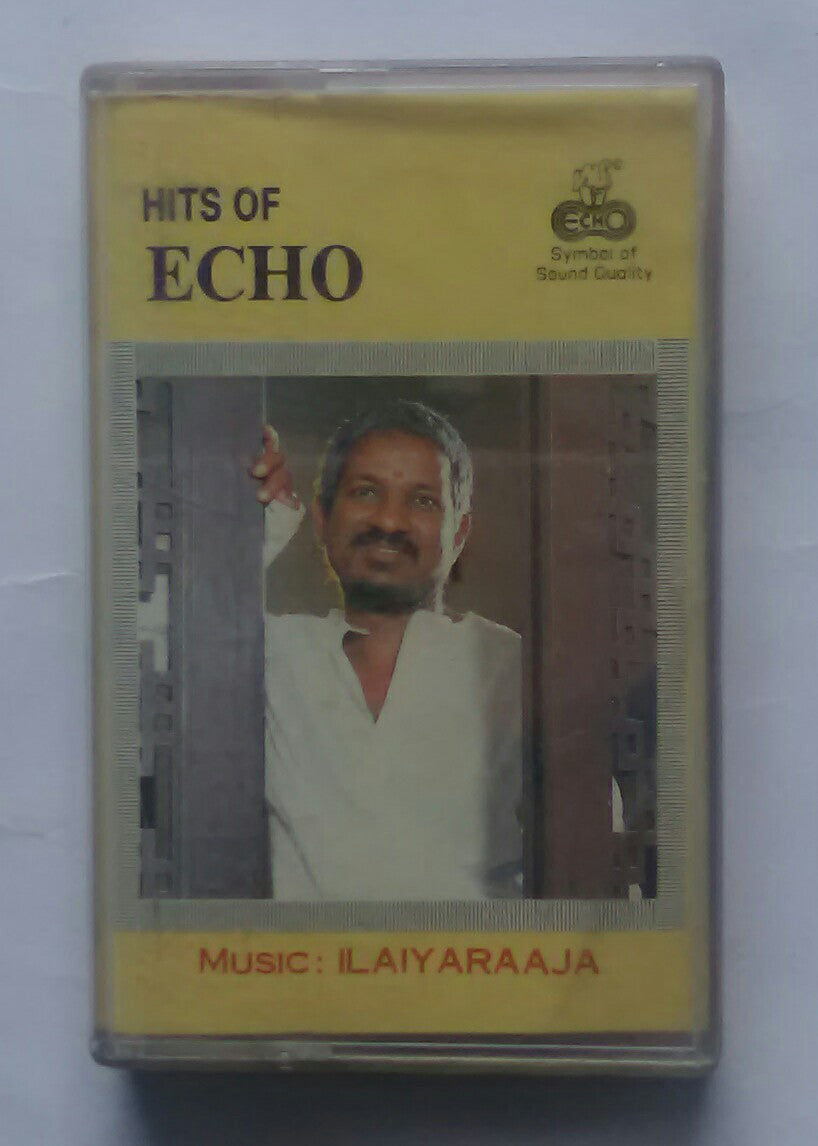 HITS OF
ECHO
ECHO
Symbol of
Sound Quality
MUSIC: ILAIYARAAJA